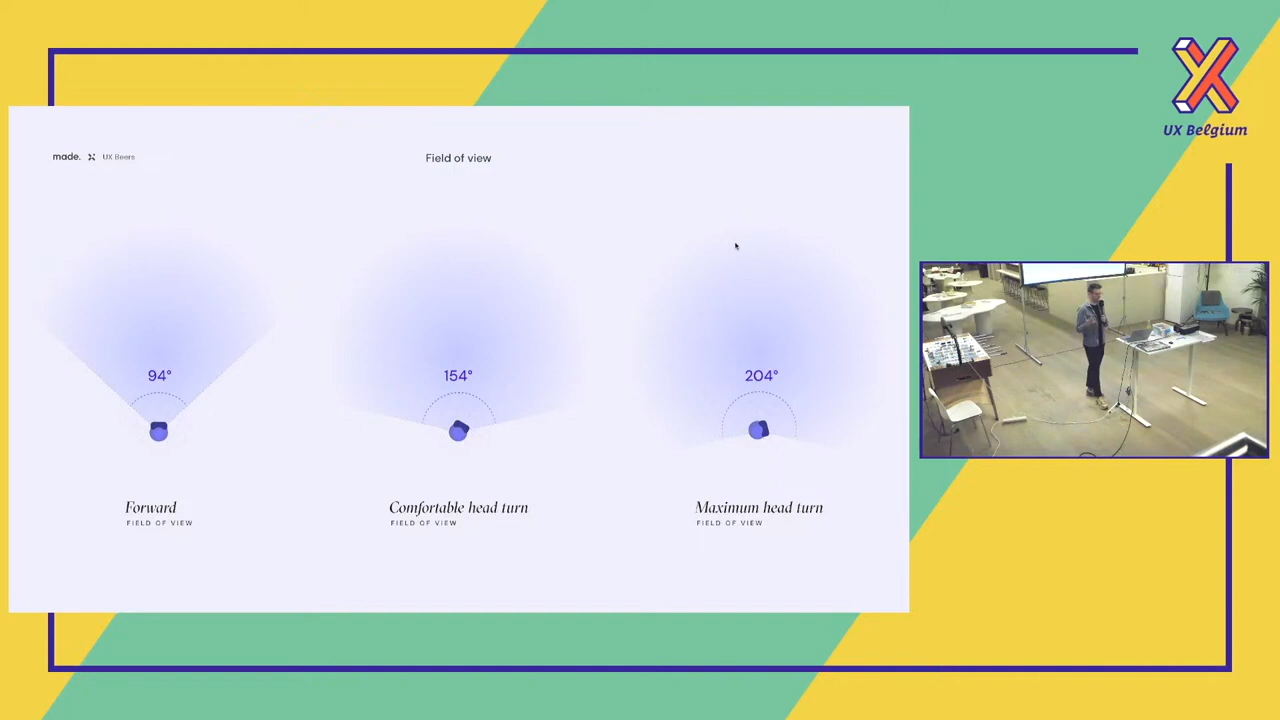 UX Belgium
made.
UX Beers
Field of view
94°
154°
204°
Forward
FIELD OF VIEW
Comfortable head turn
FIELD OF VIEW
Maximum head turn
FIELD OF VIEW